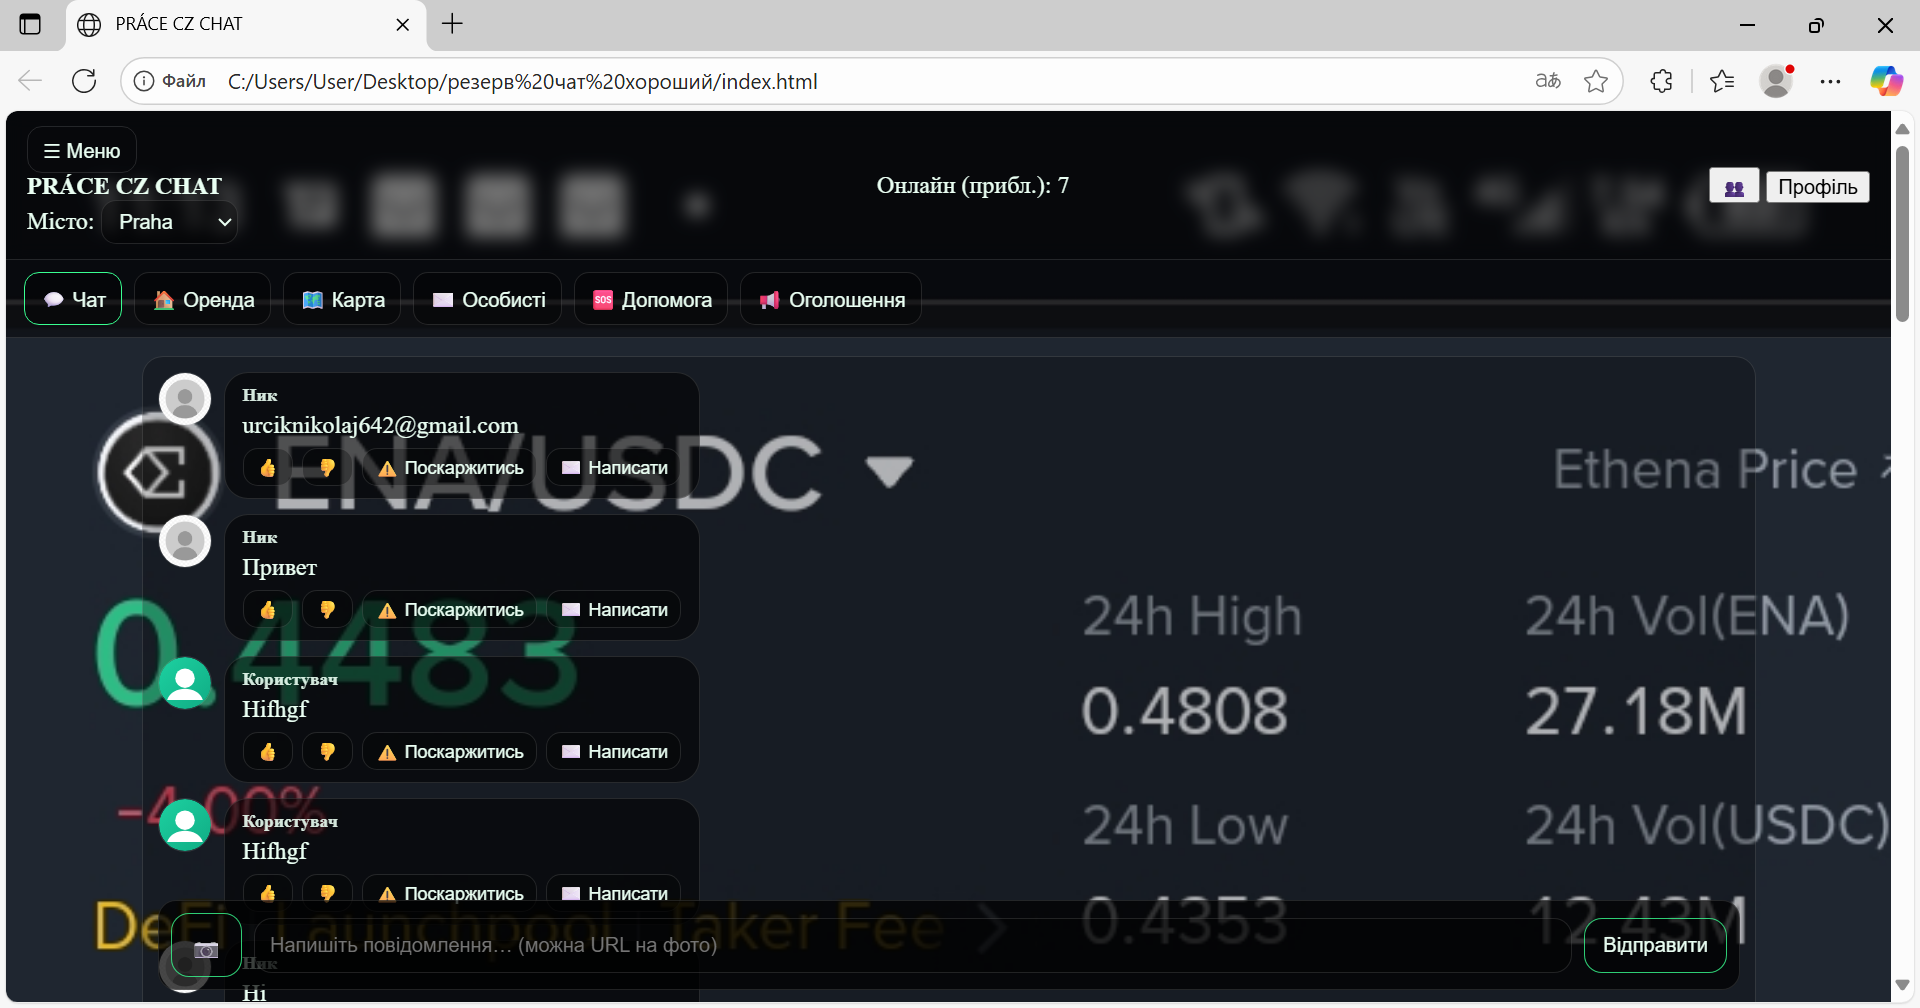 PRÁCE CZ CHAT
Файл C:/Users/User/Desktop/резерв%20чат%20хороший/index.html
☰ Меню
PRÁCE CZ CHAT
Місто: Praha
Онлайн (прибл.): 7
Профіль
Чат Оренда Карта Особисті SOS Допомога Оголошення
Ник
urciknikolaj642@gmail.com
Поскаржитись Написати
ENA/USDC
Ethena Price
Ник
Привет
Поскаржитись Написати
0.4483
24h High
24h Vol(ENA)
0.4808
27.18M
Користувач
Hifhgf
Поскаржитись Написати
-4.00%
24h Low
24h Vol(USDC)
Користувач
Hifhgf
Поскаржитись Написати
DeFi Launchpool Taker Fee
0.4353
12.43M
Напишіть повідомлення… (можна URL на фото)
Відправити
Ник
Hi